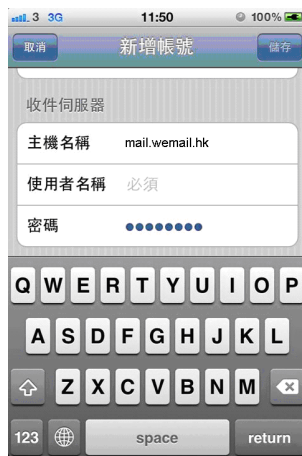 3 3G 11:50 100%
取消 新增帳號 儲存
收件伺服器
主機名稱 mail.wemail.hk
使用者名稱 必須
密碼 ●●●●●●●●
Q W E R T Y U I O P
A S D F G H J K L
Z X C V B N M
123 space return